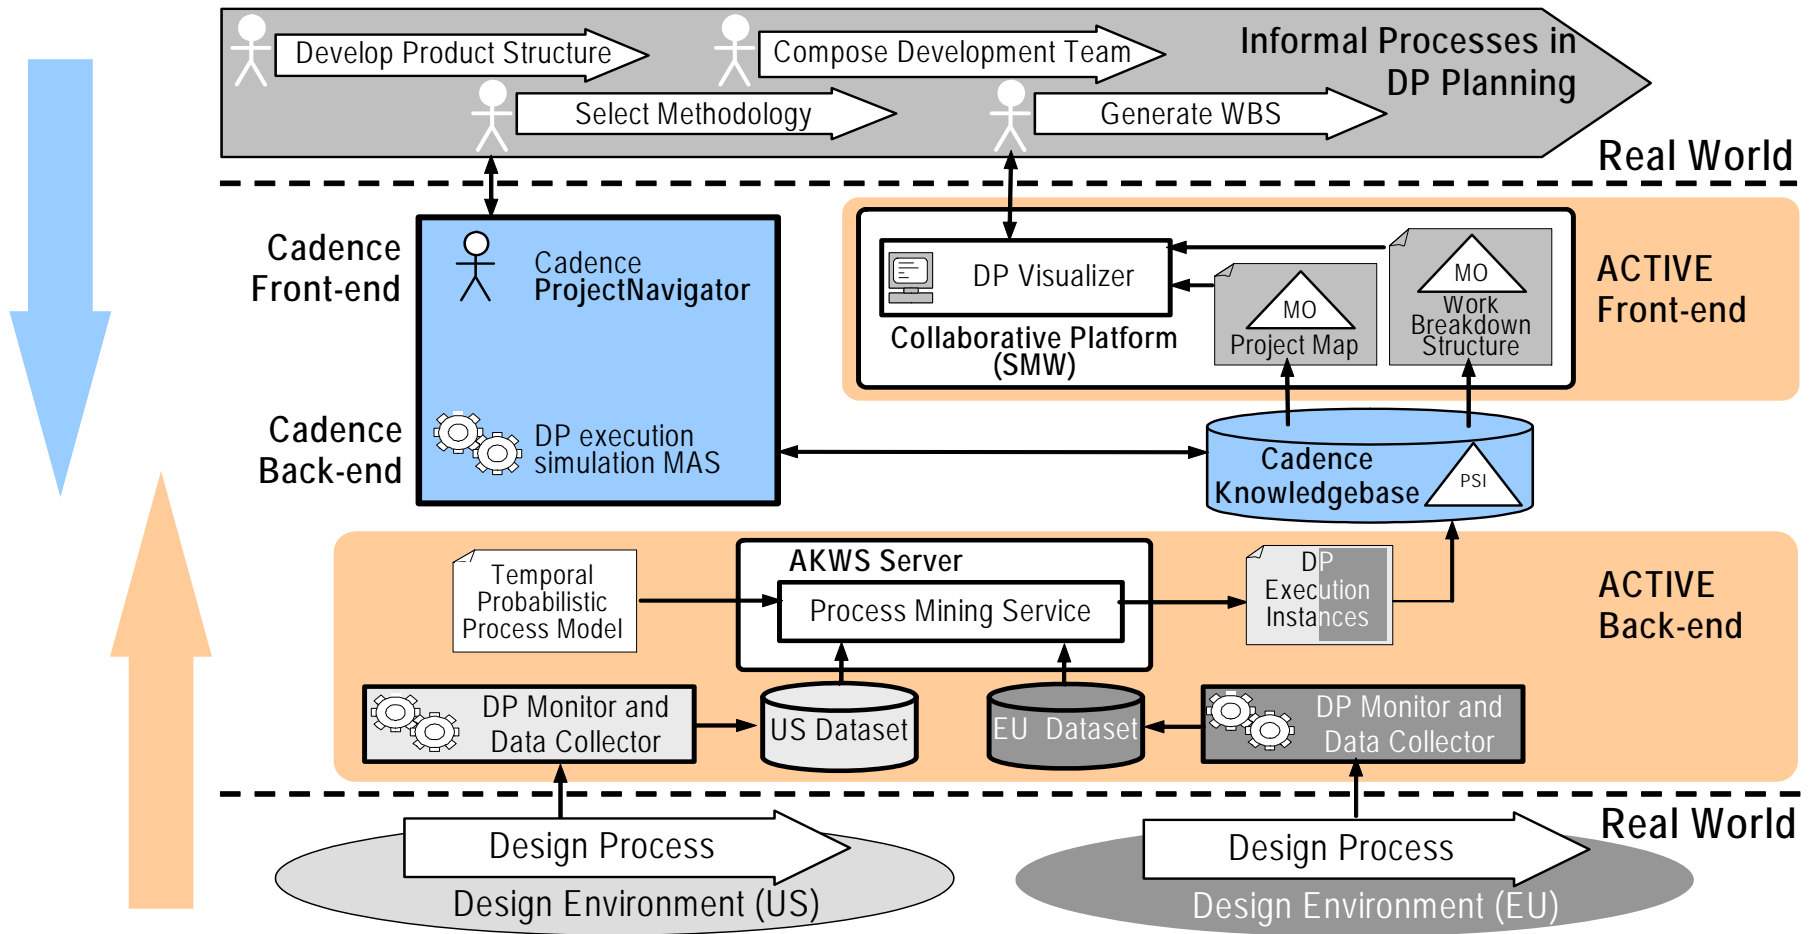 Develop Product Structure
Compose Development Team
Informal Processes in
DP Planning
Select Methodology
Generate WBS
Real World
Cadence
Front-end
Cadence
ProjectNavigator
DP Visualizer
Collaborative Platform
(SMW)
MO
Project Map
MO
Work
Breakdown
Structure
ACTIVE
Front-end
Cadence
Back-end
DP execution
simulation MAS
Cadence
Knowledgebase
PSI
Temporal
Probabilistic
Process Model
AKWS Server
Process Mining Service
DP
Execution
Instances
ACTIVE
Back-end
DP Monitor and
Data Collector
US Dataset
EU Dataset
DP Monitor and
Data Collector
Real World
Design Process
Design Environment (US)
Design Process
Design Environment (EU)